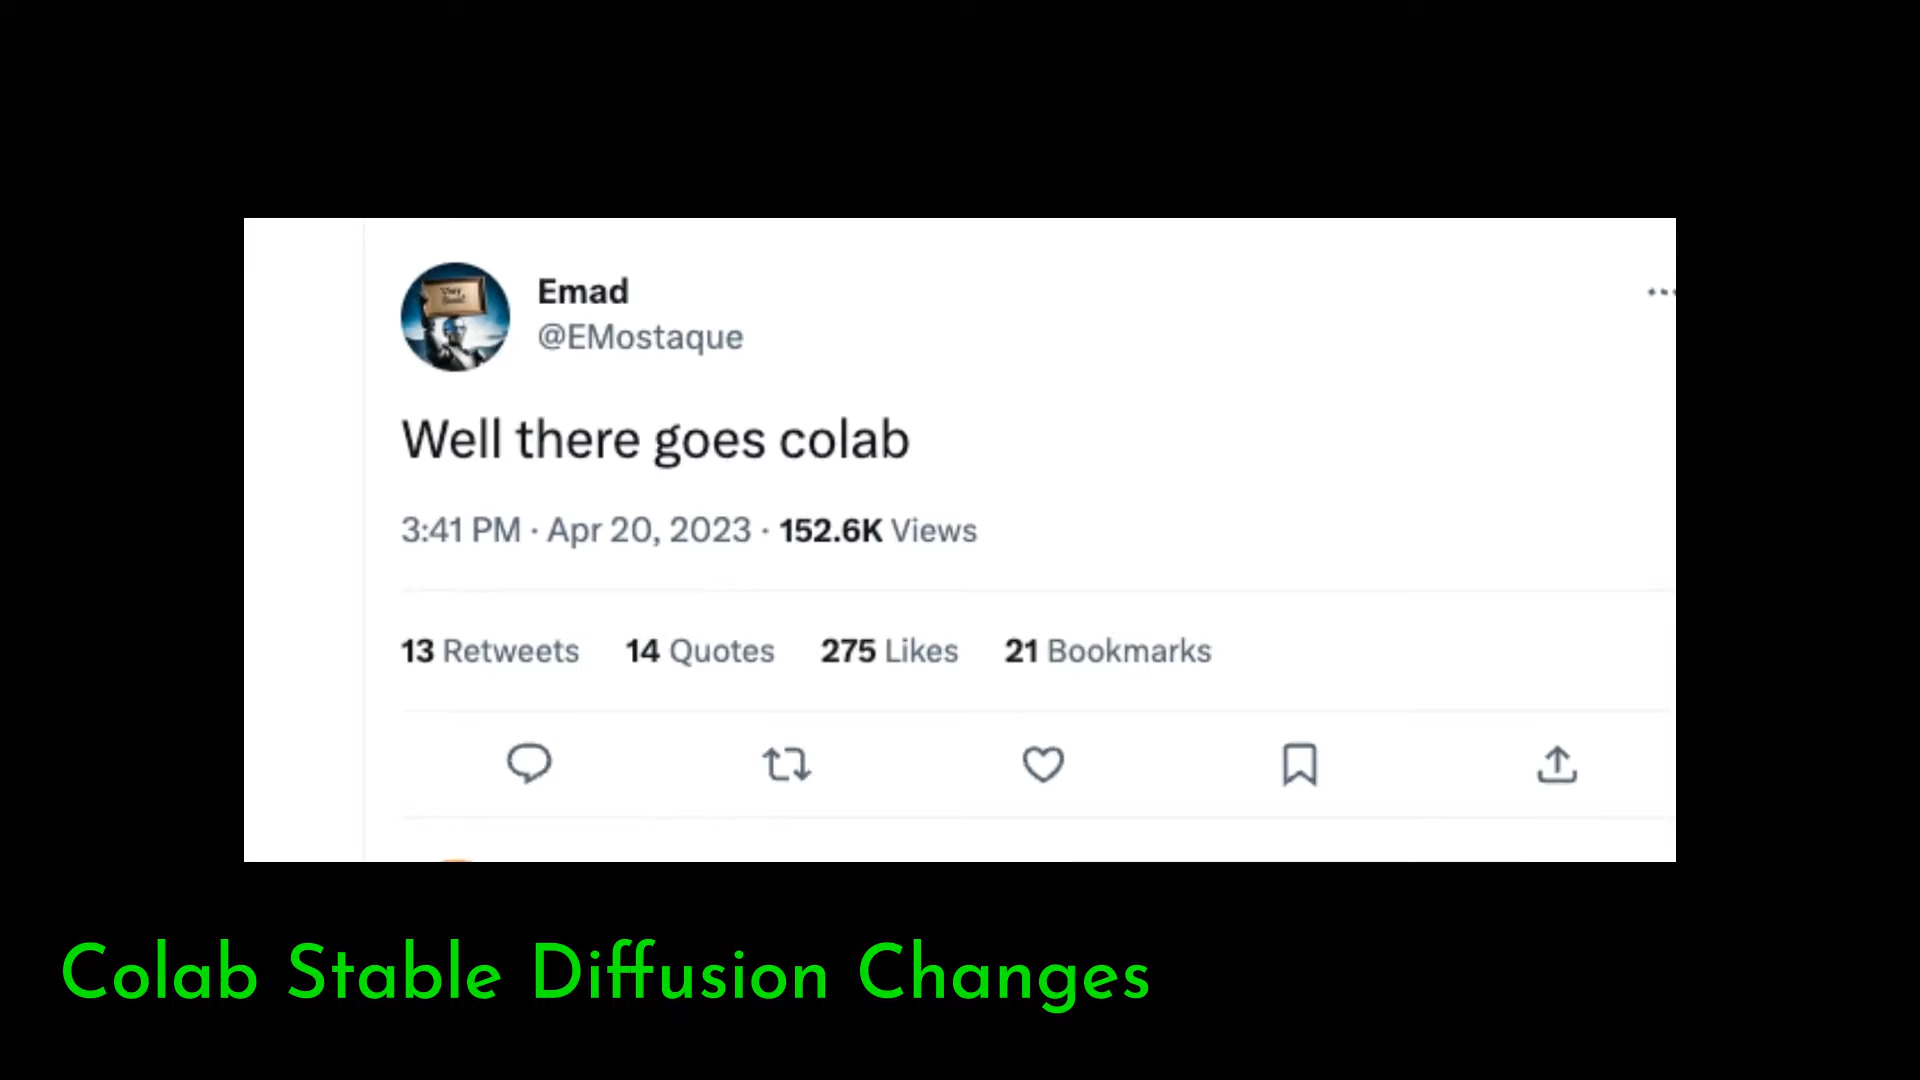 Emad
@EMostaque
Well there goes colab
3:41 PM · Apr 20, 2023 · 152.6K Views
13 Retweets 14 Quotes 275 Likes 21 Bookmarks
Colab Stable Diffusion Changes